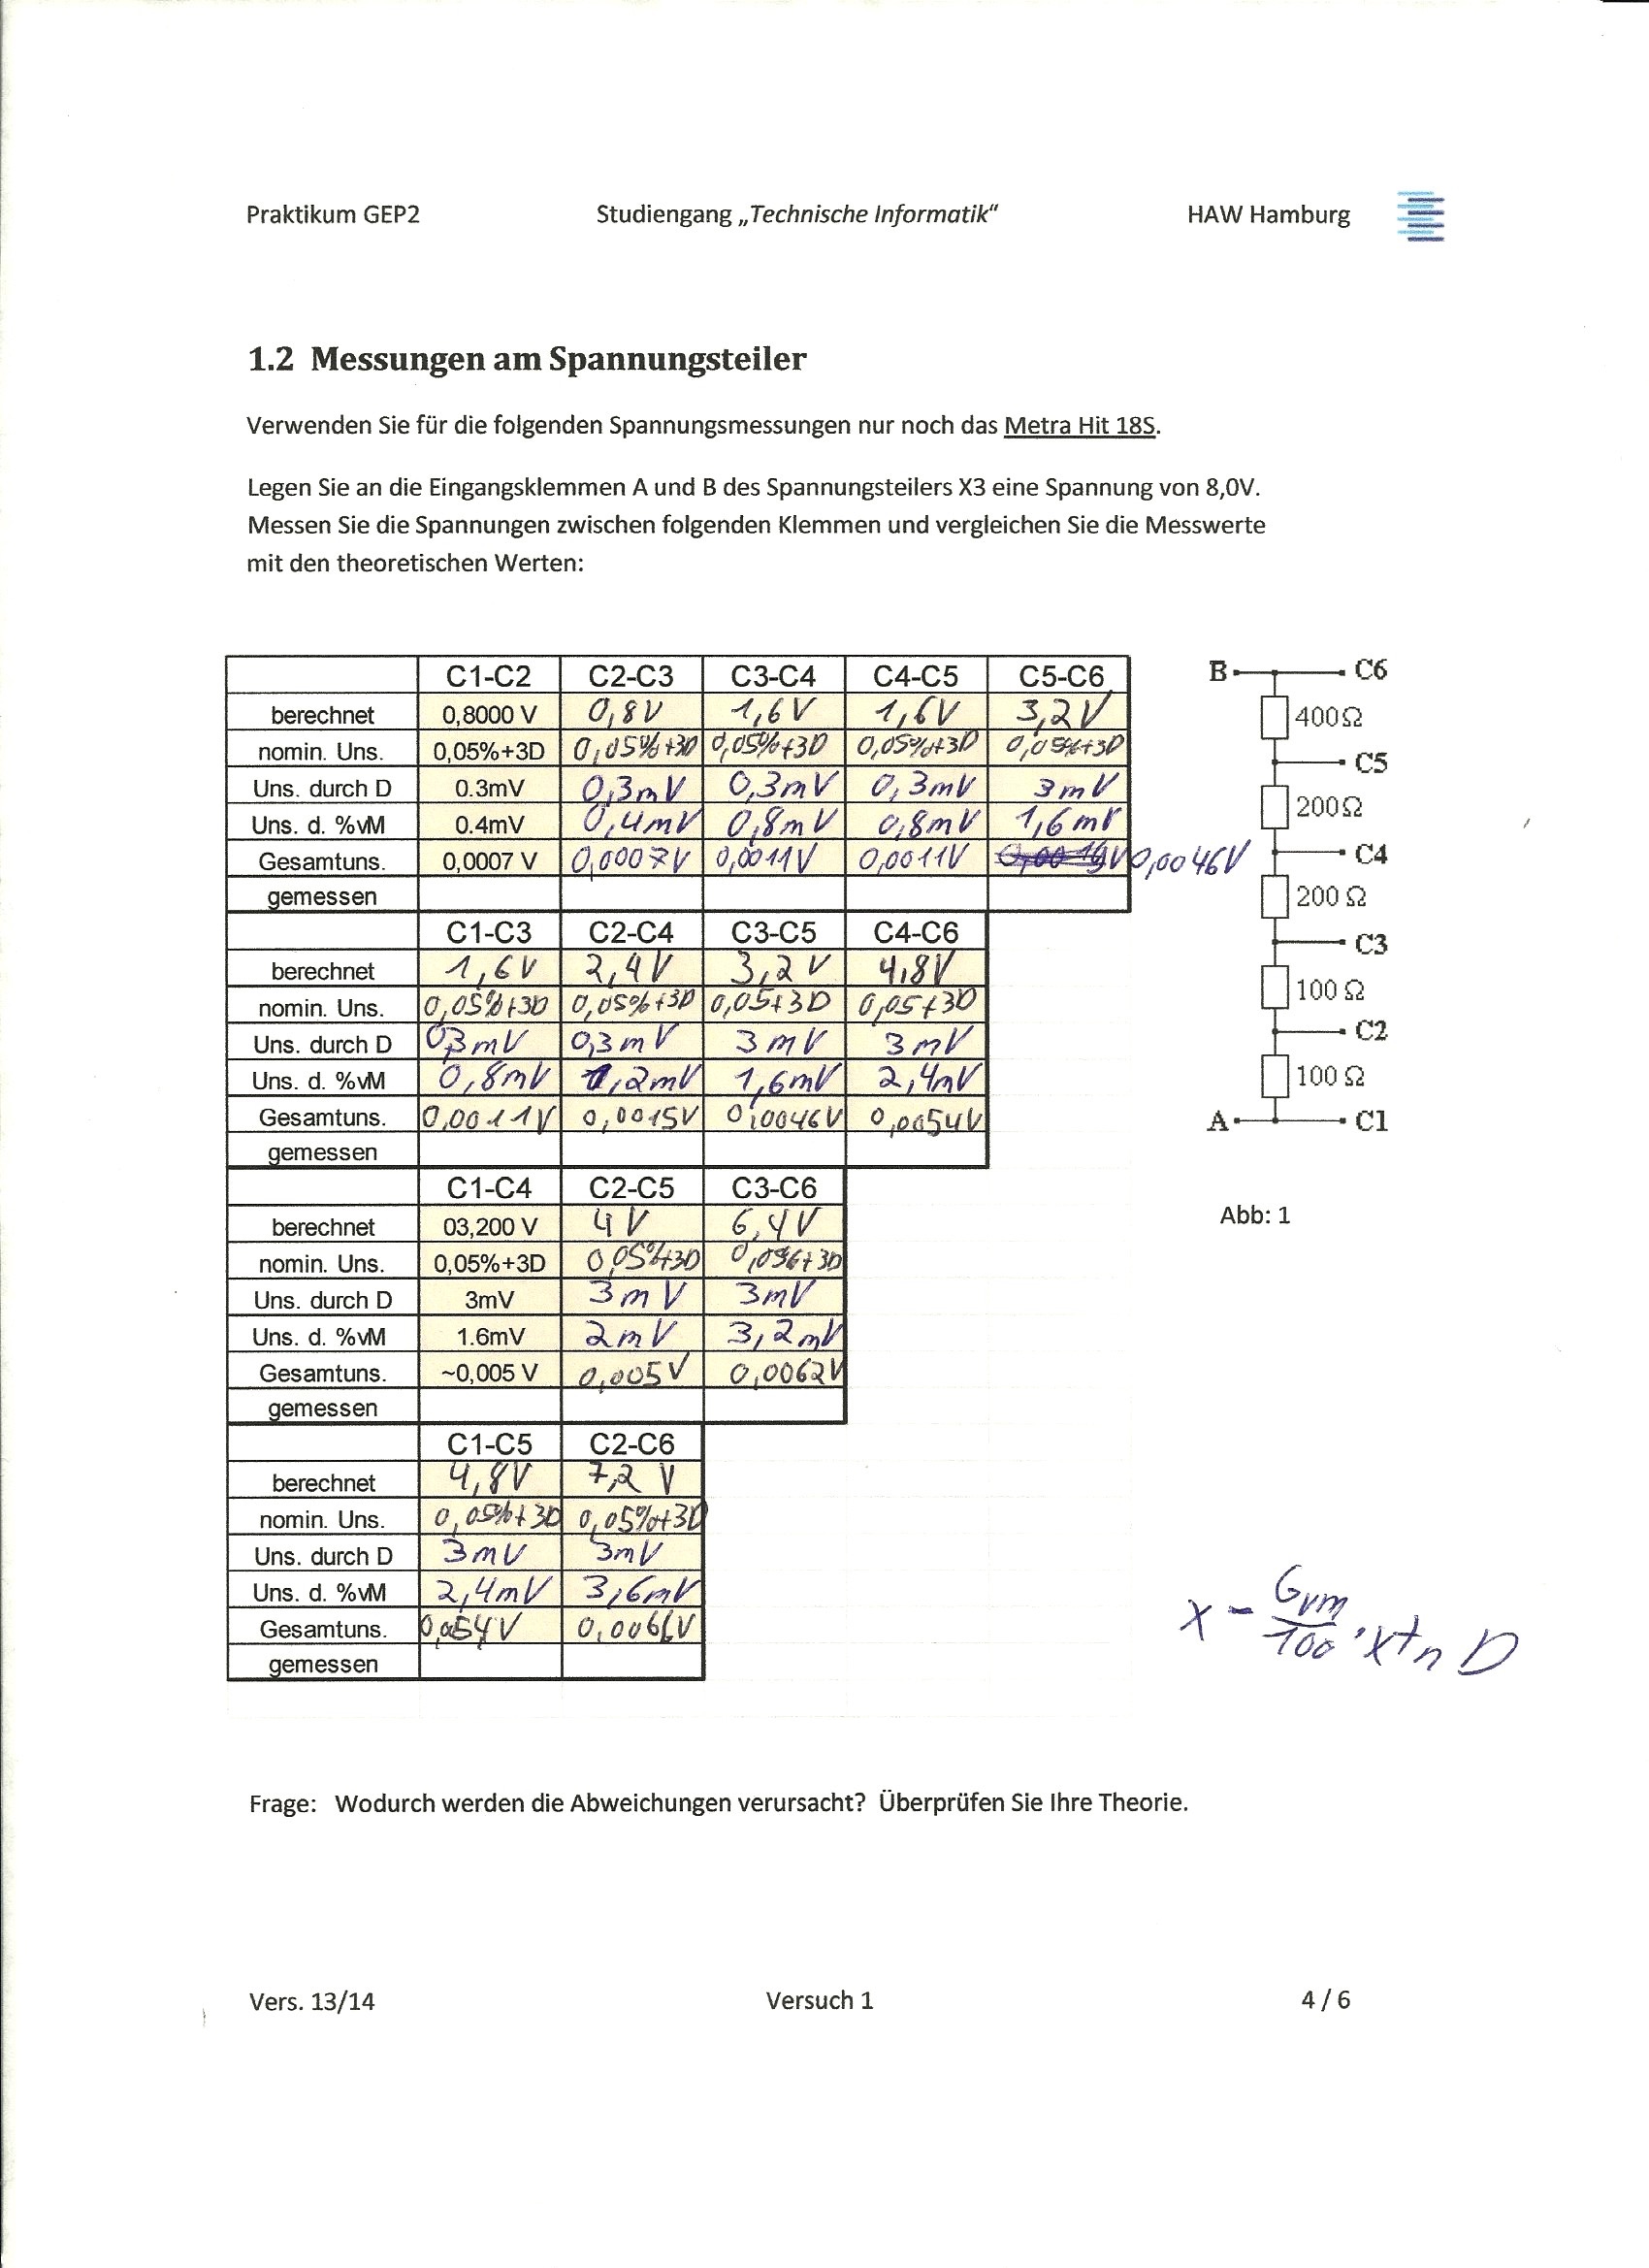 Praktikum GEP2 Studiengang „Technische Informatik“ HAW Hamburg
1.2 Messungen am Spannungsteiler
Verwenden Sie für die folgenden Spannungsmessungen nur noch das Metra Hit 18S.
Legen Sie an die Eingangsklemmen A und B des Spannungsteilers X3 eine Spannung von 8,0V.
Messen Sie die Spannungen zwischen folgenden Klemmen und vergleichen Sie die Messwerte
mit den theoretischen Werten:
C1-C2 C2-C3 C3-C4 C4-C5 C5-C6
berechnet 0,8000 V 0,8V 1,6V 1,6V 3,2V
nomin. Uns. 0,05%+3D 0,05%+3D 0,05%+3D 0,05%+3D 0,05%+3D
Uns. durch D 0.3mV 0,3mV 0,3mV 0,3mV 3mV
Uns. d. %vM 0.4mV 0,4mV 0,8mV 0,8mV 1,6mV
Gesamtuns. 0,0007 V 0,0007V 0,0011V 0,0011V 0,0046V
gemessen
C1-C3 C2-C4 C3-C5 C4-C6
berechnet 1,6V 2,4V 3,2V 4,8V
nomin. Uns. 0,05%+3D 0,05%+3D 0,05+3D 0,05+3D
Uns. durch D 0,3mV 0,3mV 3mV 3mV
Uns. d. %vM 0,8mV 1,2mV 1,6mV 2,4mV
Gesamtuns. 0,0011V 0,0015V 0,0046V 0,0054V
gemessen
C1-C4 C2-C5 C3-C6
berechnet 03,200 V 4V 6,4V
nomin. Uns. 0,05%+3D 0,05%+3D 0,05%+3D
Uns. durch D 3mV 3mV 3mV
Uns. d. %vM 1.6mV 2mV 3,2mV
Gesamtuns. ~0,005 V 0,005V 0,0062V
gemessen
C1-C5 C2-C6
berechnet 4,8V 7,2 V
nomin. Uns. 0,05%+3D 0,05%+3D
Uns. durch D 3mV 3mV
Uns. d. %vM 2,4mV 3,6mV
Gesamtuns. 0,0054V 0,0066V
gemessen
B C6
400Ω
C5
200Ω
C4
200 Ω
C3
100 Ω
C2
100 Ω
A C1
Abb: 1
x - Gvm/100 · x + n D
Frage: Wodurch werden die Abweichungen verursacht? Überprüfen Sie Ihre Theorie.
Vers. 13/14 Versuch 1 4 / 6